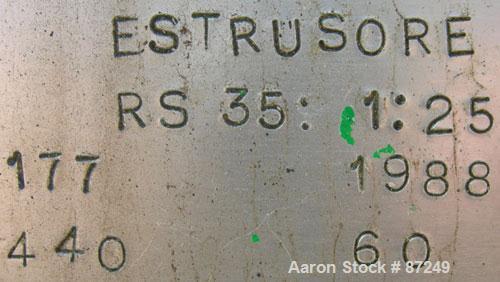 ESTRUSORE
RS 35: 1:25
177 1988
440 60
Aaron Stock # 87249